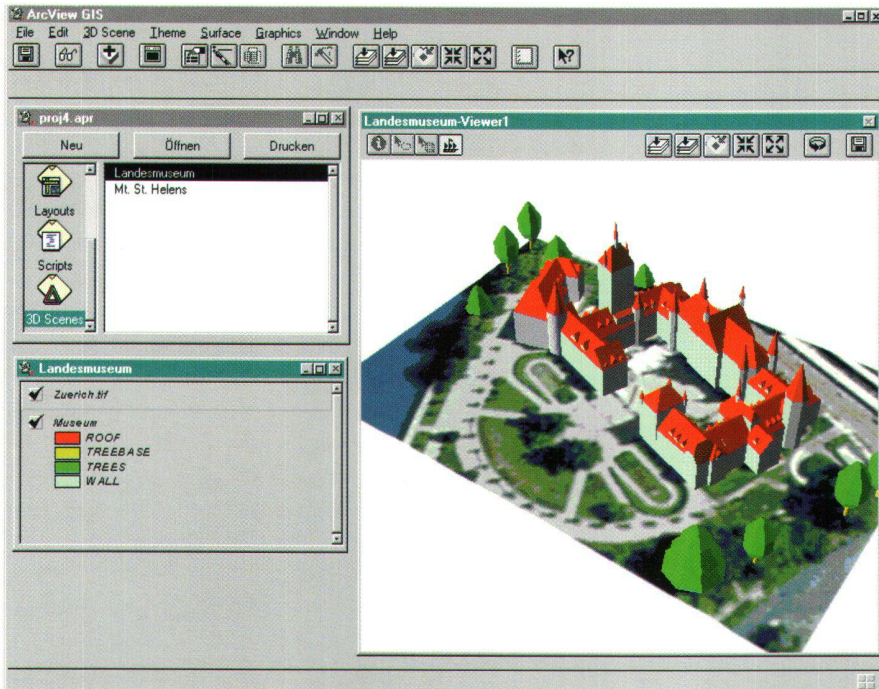 ArcView GIS
File Edit 3D Scene Theme Surface Graphics Window Help
proj4.apr
Neu Öffnen Drucken
Layouts
Scripts
3D Scenes
Landesmuseum
Mt. St. Helens
Landesmuseum
Zuerich.tif
Museum
ROOF
TREEBASE
TREES
WALL
Landesmuseum-Viewer1